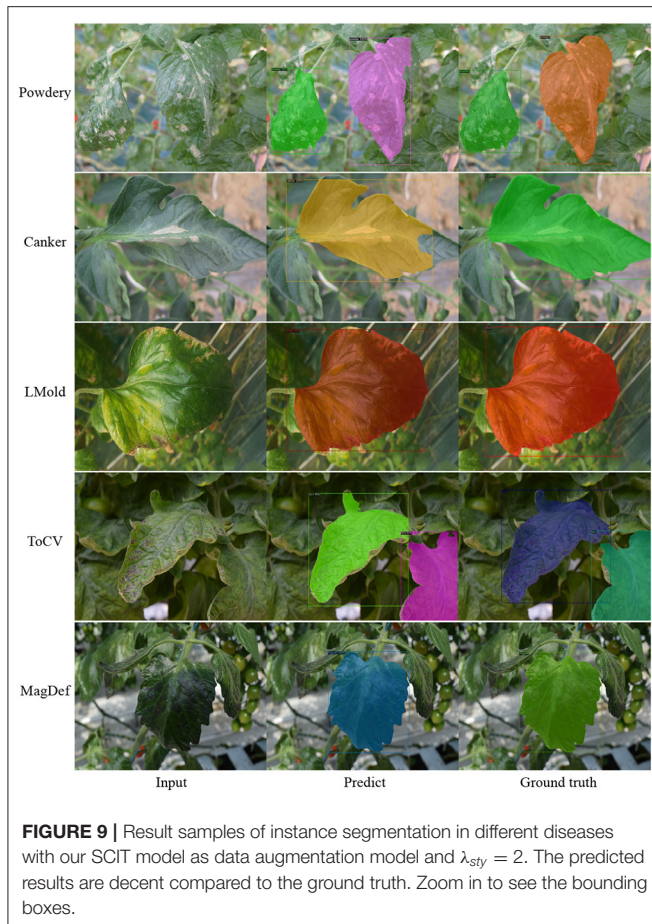 Powdery
Canker
LMold
ToCV
MagDef
Input Predict Ground truth
FIGURE 9 | Result samples of instance segmentation in different diseases
with our SCIT model as data augmentation model and λsty = 2. The predicted
results are decent compared to the ground truth. Zoom in to see the bounding
boxes.